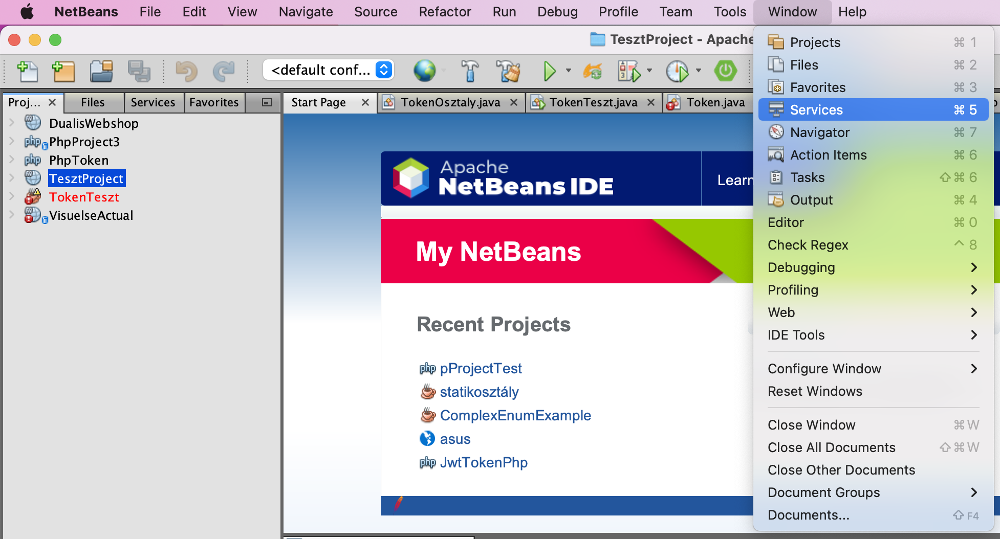 NetBeans File Edit View Navigate Source Refactor Run Debug Profile Team Tools Window Help
TesztProject - Apache
<default conf...
Proj... Files Services Favorites
Start Page TokenOsztaly.java TokenTeszt.java Token.java
DualisWebshop
PhpProject3
PhpToken
TesztProject
TokenTeszt
VisuelseActual
Apache
NetBeans IDE
Learn
My NetBeans
Recent Projects
pProjectTest
statikosztály
ComplexEnumExample
asus
JwtTokenPhp
Projects ⌘ 1
Files ⌘ 2
Favorites ⌘ 3
Services ⌘ 5
Navigator ⌘ 7
Action Items ⌘ 6
Tasks ⇧⌘ 6
Output ⌘ 4
Editor ⌘ 0
Check Regex ^ 8
Debugging
Profiling
Web
IDE Tools
Configure Window
Reset Windows
Close Window ⌘W
Close All Documents ⇧⌘W
Close Other Documents
Document Groups
Documents... ⇧F4